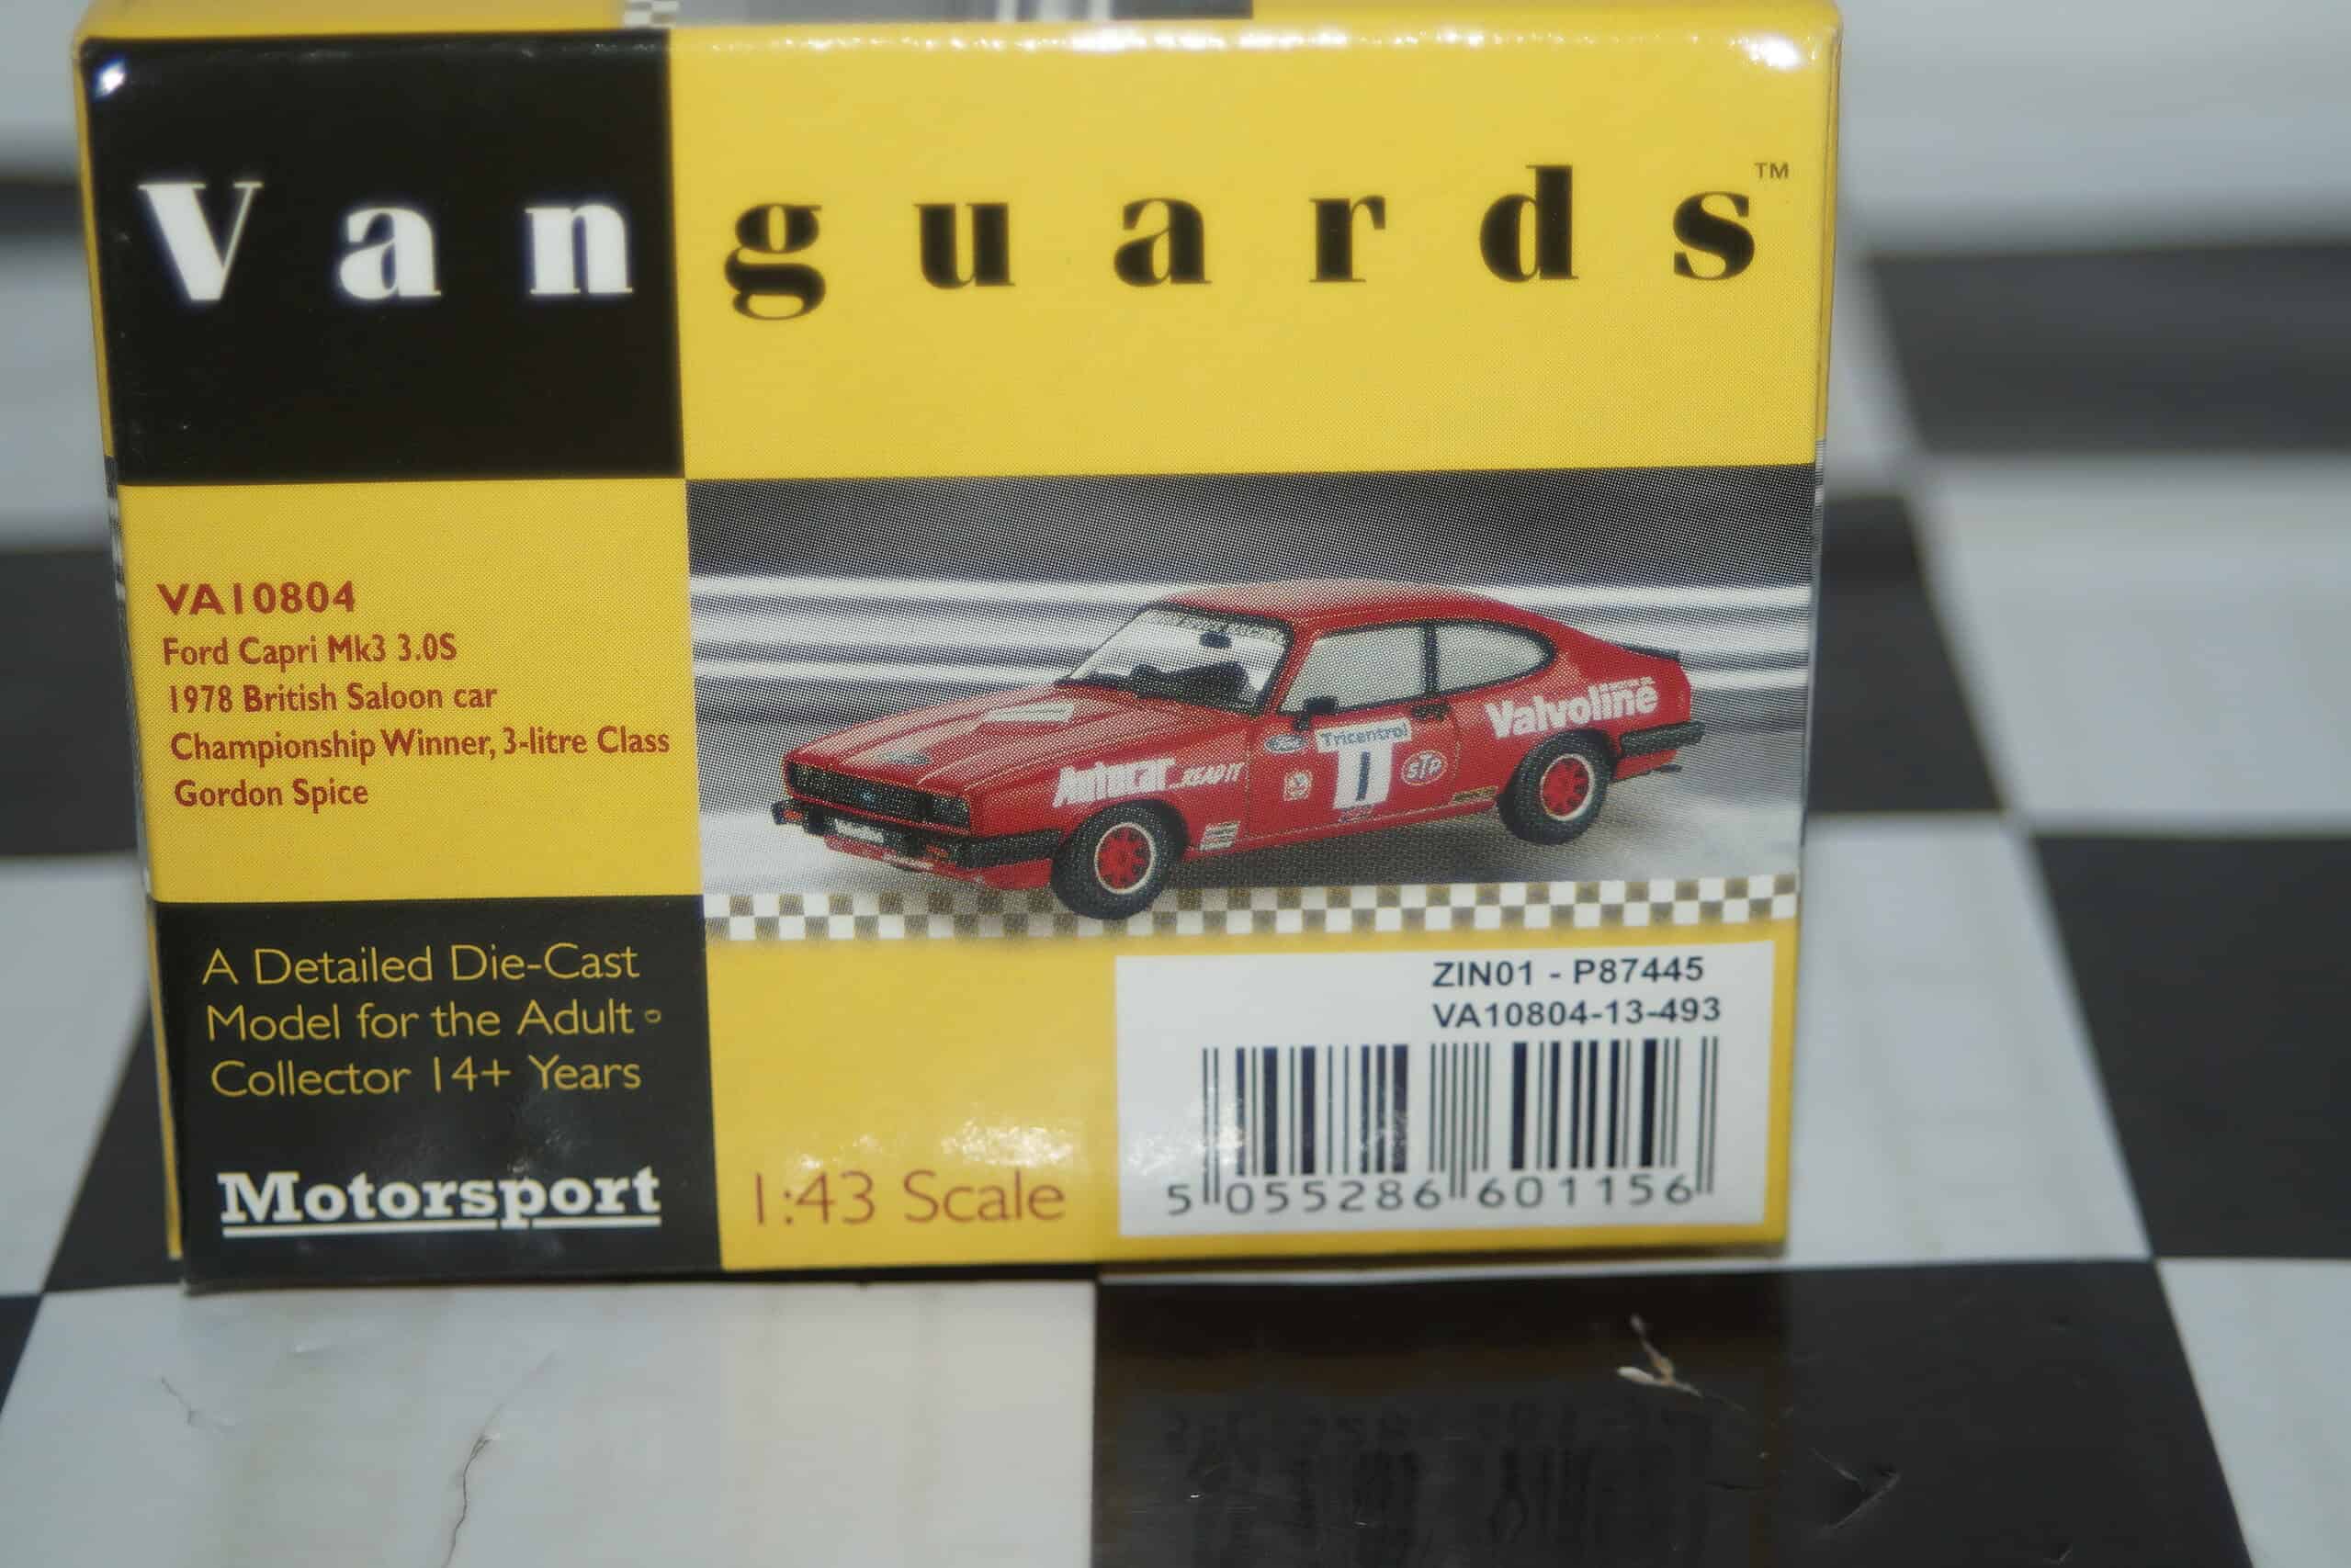 Vanguards™
VA10804
Ford Capri Mk3 3.0S
1978 British Saloon car
Championship Winner, 3-litre Class
Gordon Spice
Autocar...READ IT
Ford
Tricentrol
1
STP
Valvoline
A Detailed Die-Cast
Model for the Adult
Collector 14+ Years
Motorsport
1:43 Scale
ZIN01 - P87445
VA10804-13-493
5 055286 601156